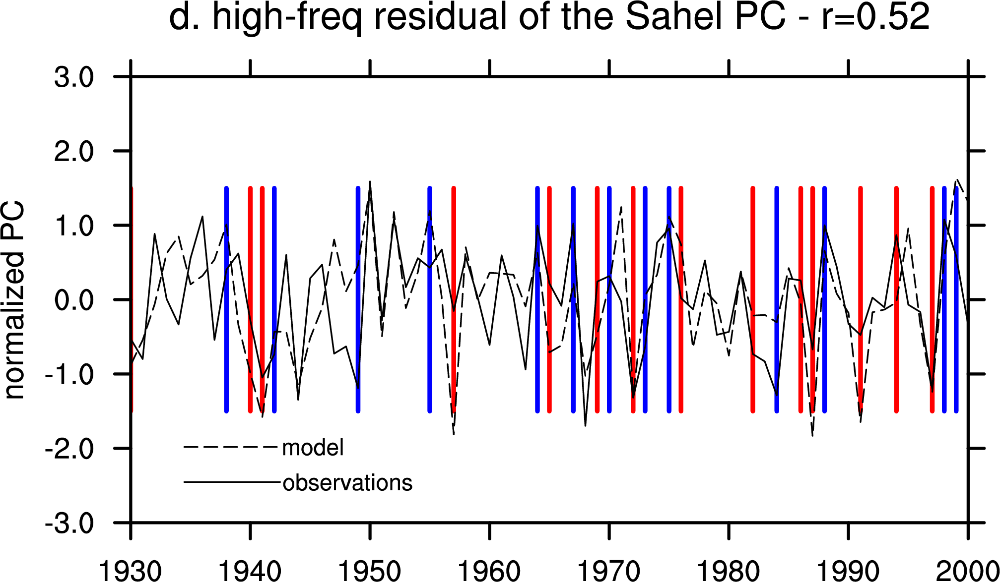 d. high-freq residual of the Sahel PC - r=0.52
3.0
2.0
1.0
0.0
-1.0
-2.0
-3.0
normalized PC
model
observations
1930 1940 1950 1960 1970 1980 1990 2000